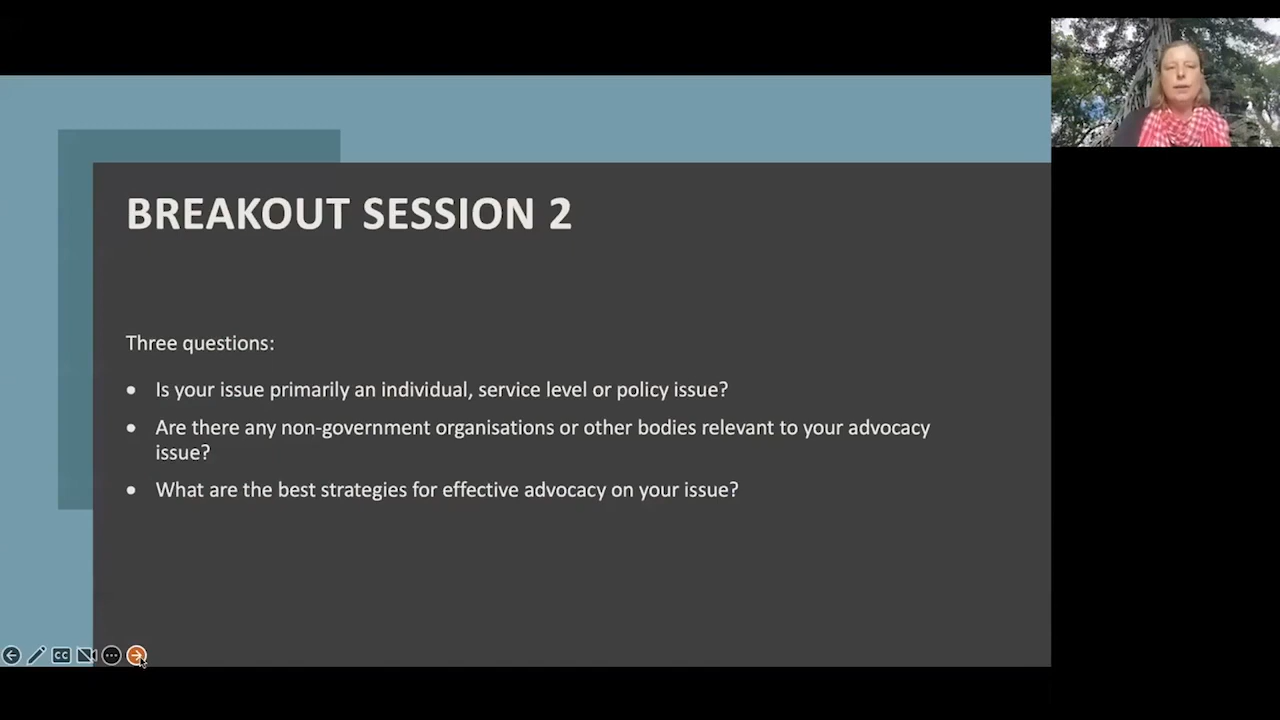 BREAKOUT SESSION 2
Three questions:
• Is your issue primarily an individual, service level or policy issue?
• Are there any non-government organisations or other bodies relevant to your advocacy
issue?
• What are the best strategies for effective advocacy on your issue?
CC